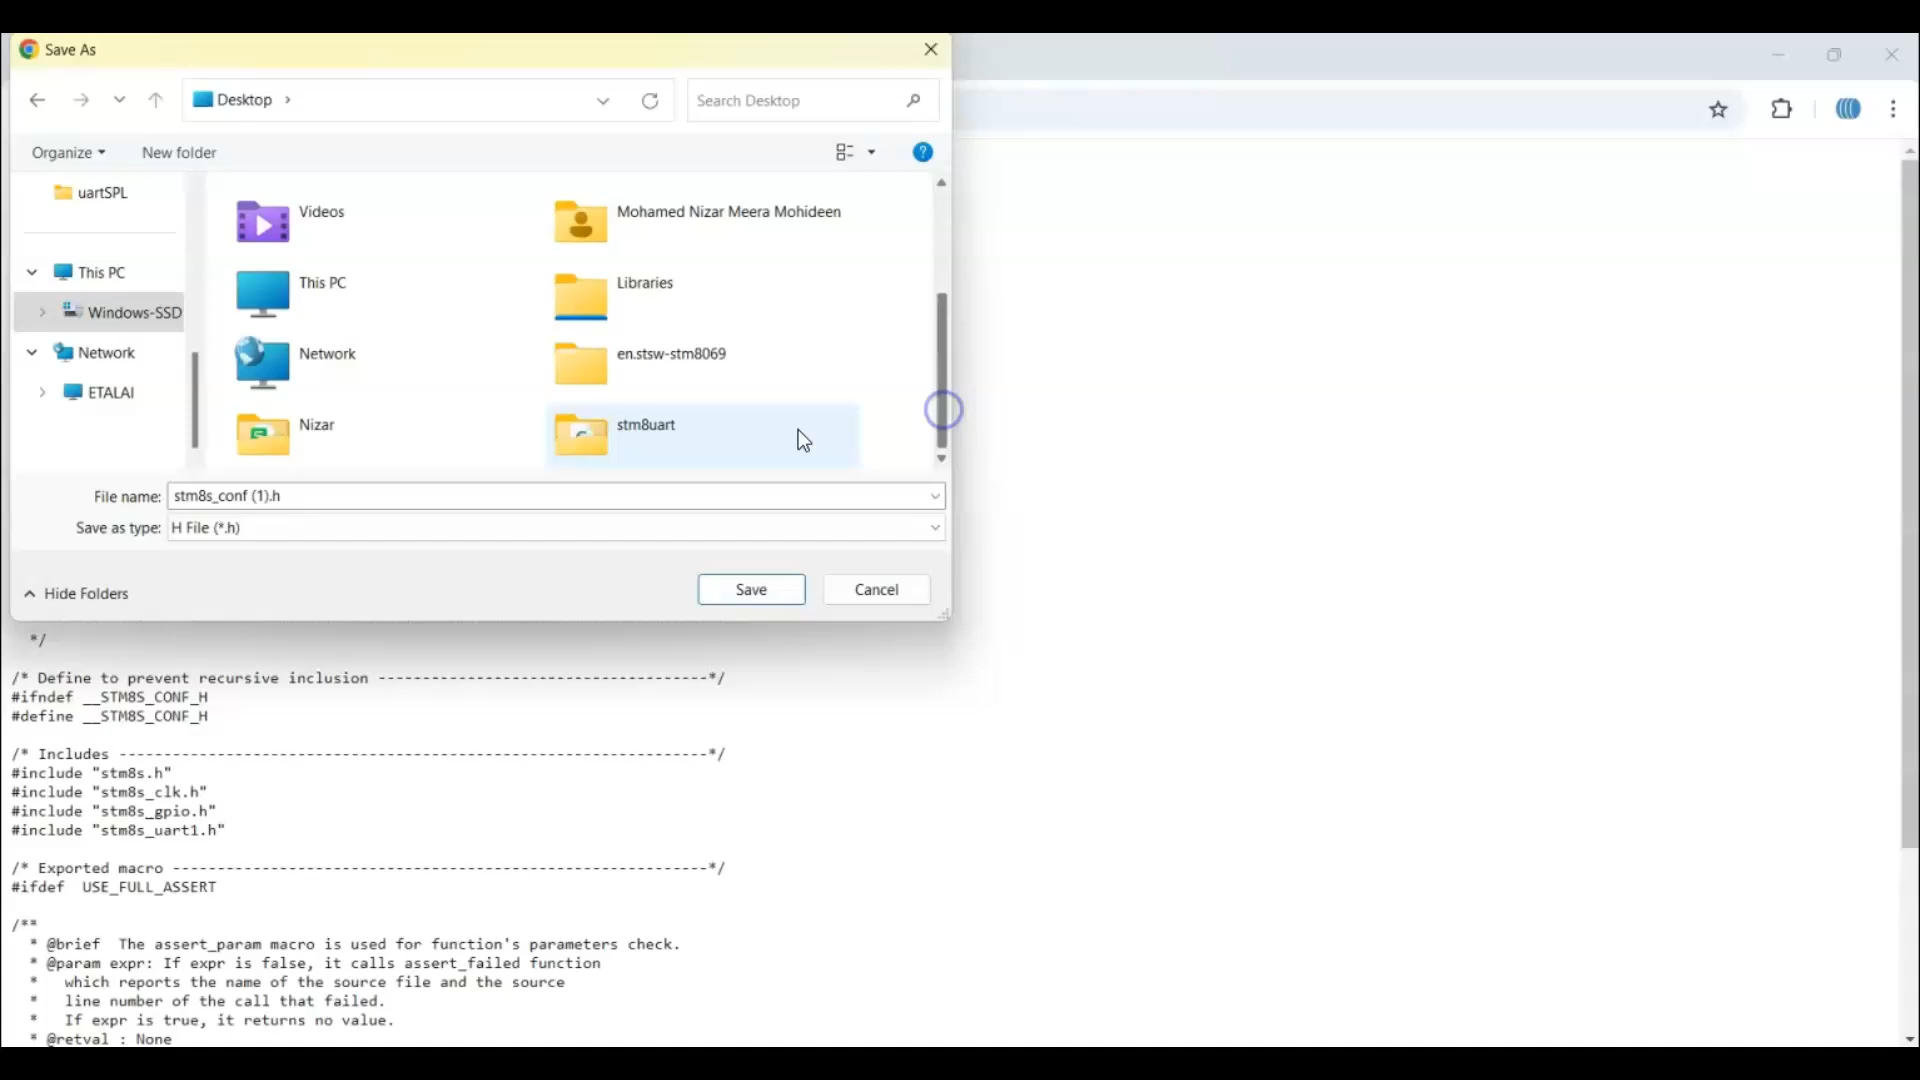 Save As
Desktop
Search Desktop
Organize
New folder
uartSPL
This PC
Windows-SSD
Network
ETALAI
Videos
Mohamed Nizar Meera Mohideen
This PC
Libraries
Network
en.stsw-stm8069
Nizar
stm8uart
File name: stm8s_conf (1).h
Save as type: H File (*.h)
Hide Folders
Save
Cancel
*/
/* Define to prevent recursive inclusion -------------------------------------*/
#ifndef __STM8S_CONF_H
#define __STM8S_CONF_H
/* Includes ------------------------------------------------------------------*/
#include "stm8s.h"
#include "stm8s_clk.h"
#include "stm8s_gpio.h"
#include "stm8s_uart1.h"
/* Exported macro ------------------------------------------------------------*/
#ifdef  USE_FULL_ASSERT
/**
* @brief  The assert_param macro is used for function's parameters check.
* @param expr: If expr is false, it calls assert_failed function
*   which reports the name of the source file and the source
*   line number of the call that failed.
*   If expr is true, it returns no value.
* @retval : None